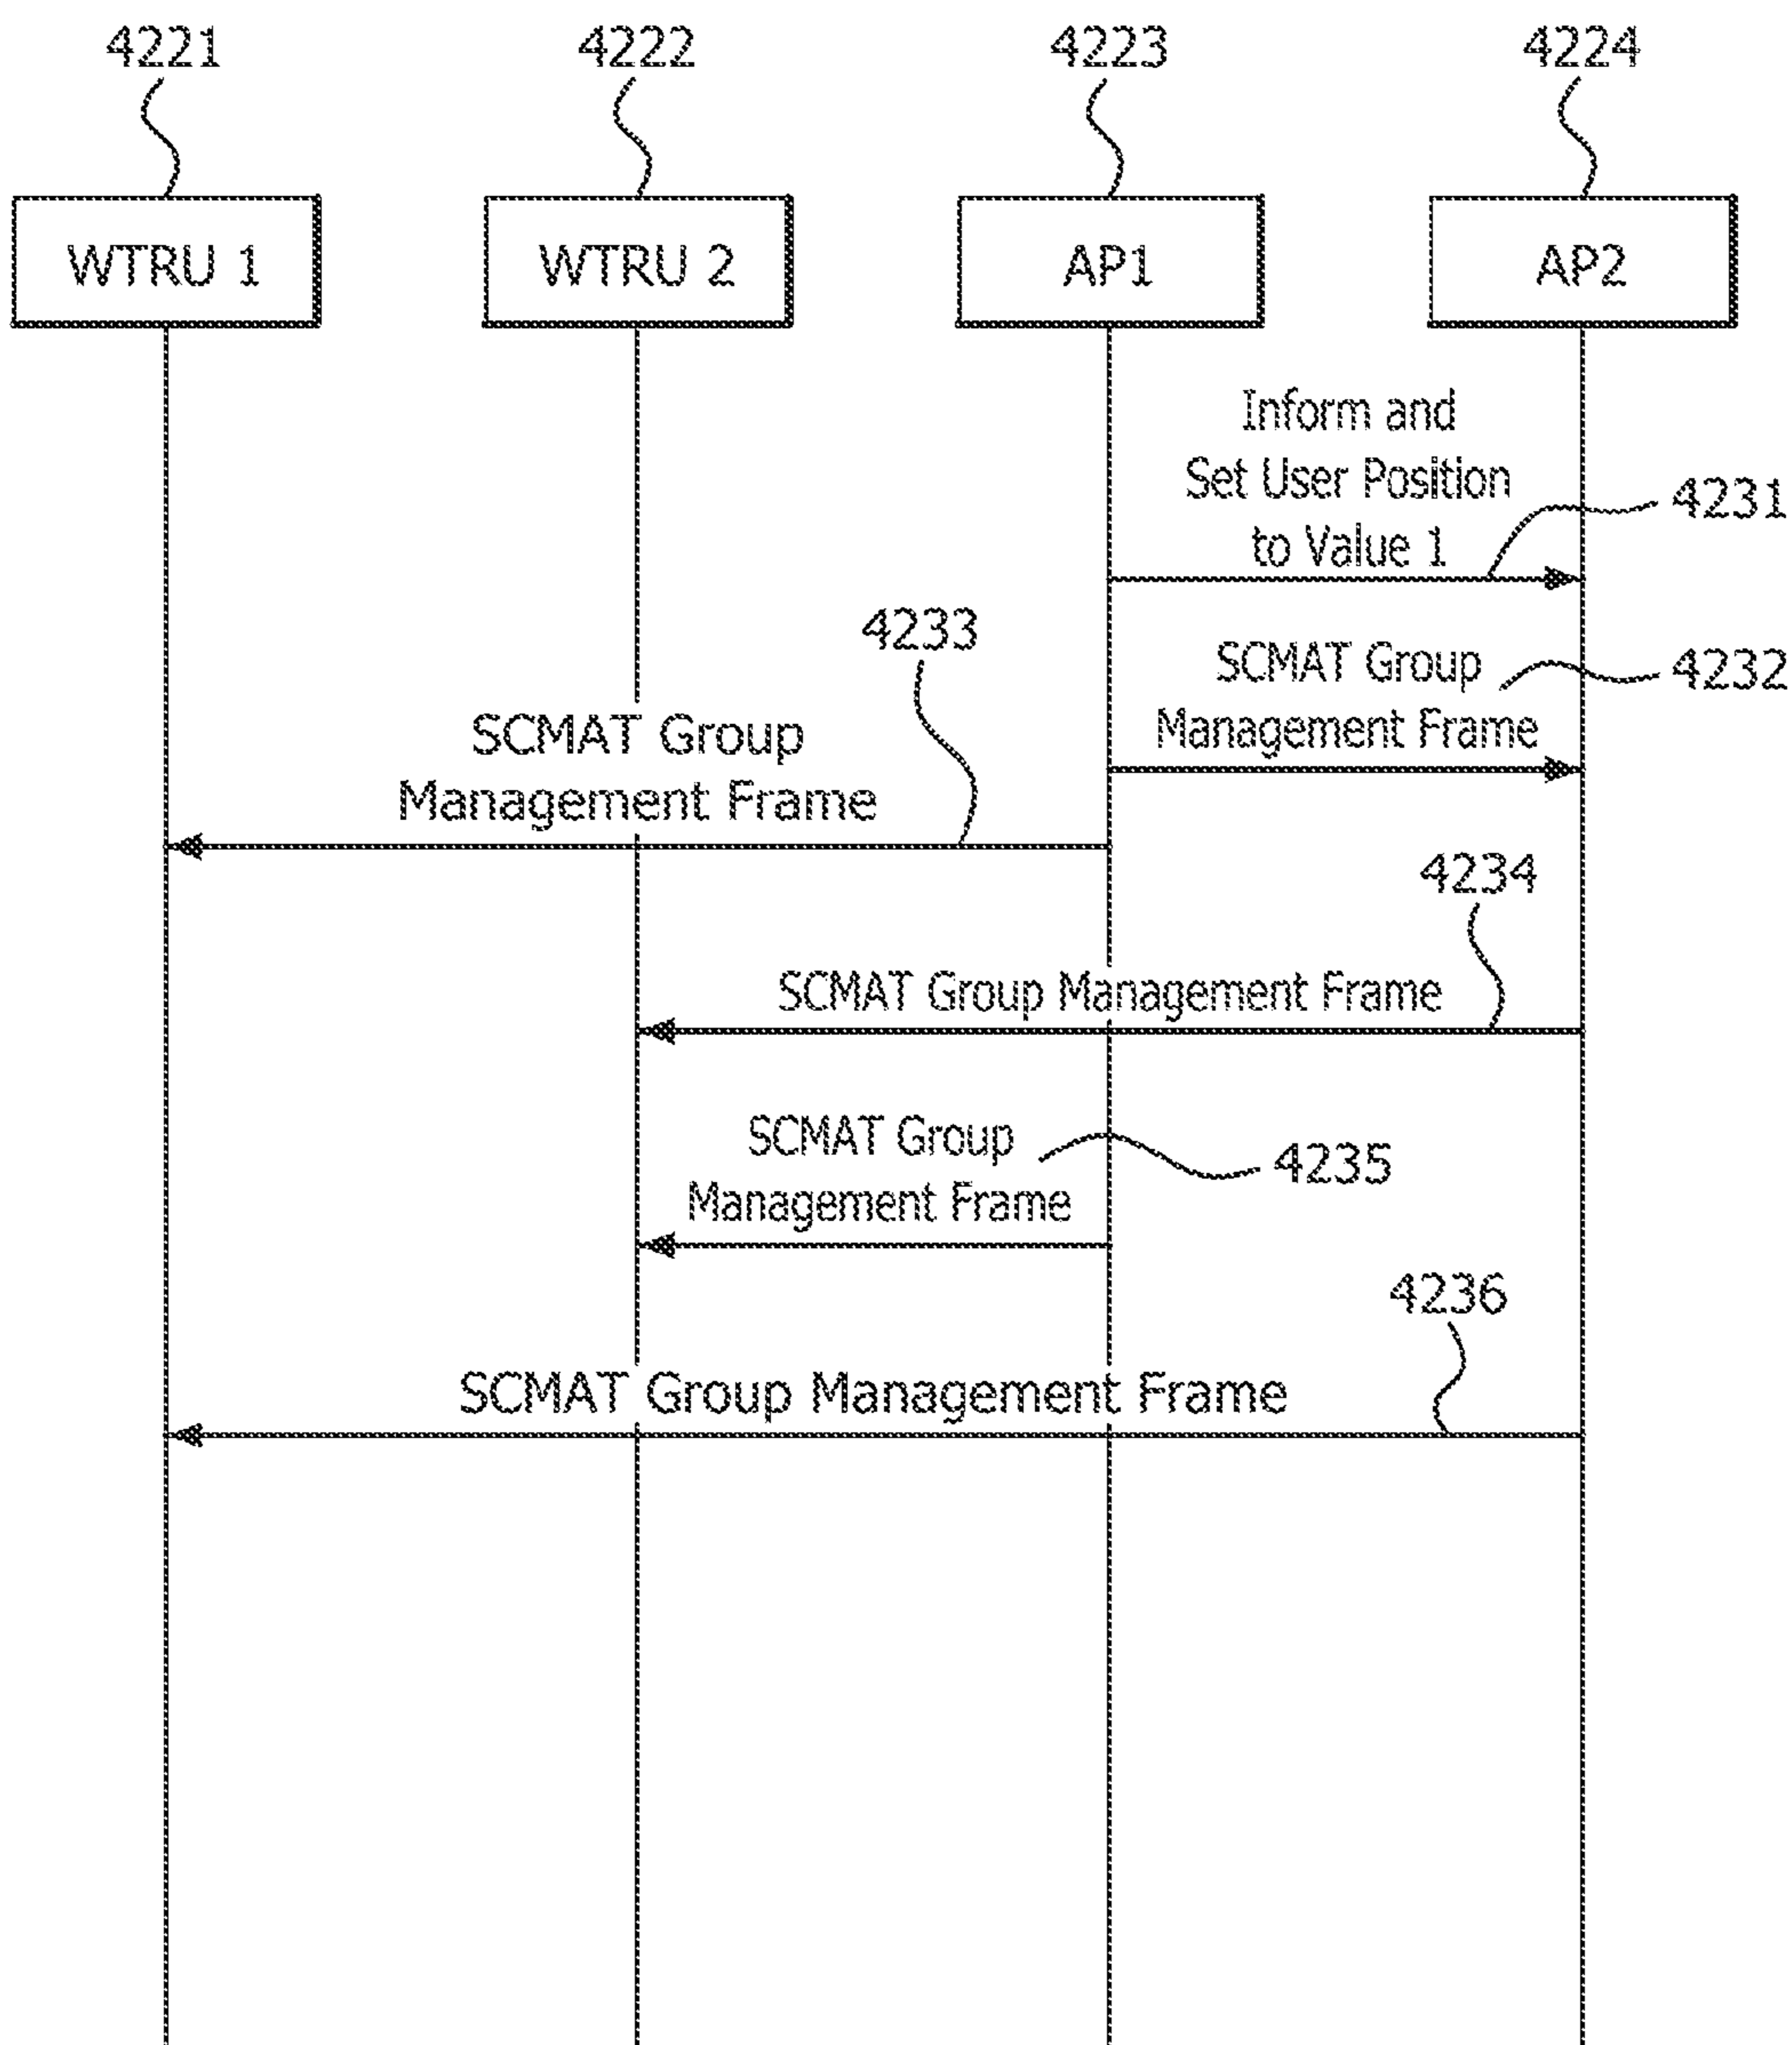 4221
4222
4223
4224
WTRU 1
WTRU 2
AP1
AP2
Inform and
Set User Position
to Value 1
4231
4233
SCMAT Group
Management Frame
4232
SCMAT Group
Management Frame
4234
SCMAT Group Management Frame
SCMAT Group
Management Frame
4235
4236
SCMAT Group Management Frame